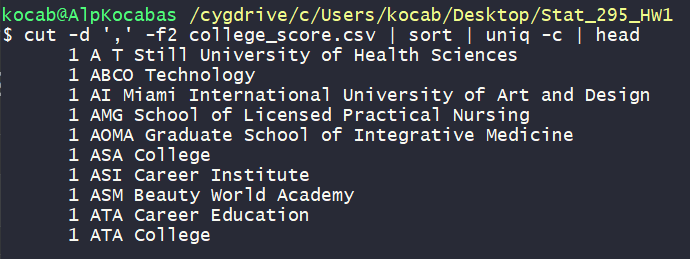 kocab@AlpKocabas /cygdrive/c/Users/kocab/Desktop/Stat_295_HW1
$ cut -d ',' -f2 college_score.csv | sort | uniq -c | head
1 A T Still University of Health Sciences
1 ABCO Technology
1 AI Miami International University of Art and Design
1 AMG School of Licensed Practical Nursing
1 AOMA Graduate School of Integrative Medicine
1 ASA College
1 ASI Career Institute
1 ASM Beauty World Academy
1 ATA Career Education
1 ATA College